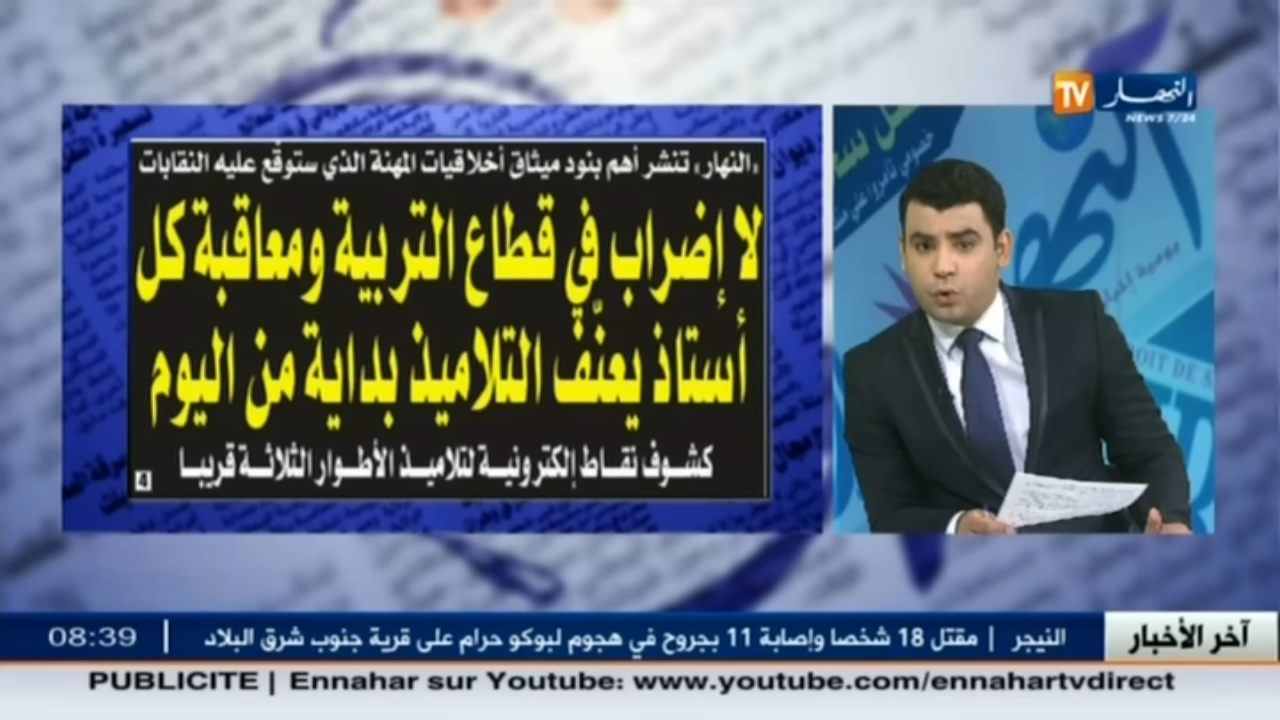 النهار TV
NEWS 7/24
«النهار» تنشر أهم بنود ميثاق أخلاقيات المهنة الذي ستوقّع عليه النقابات
لا إضراب في قطاع التربية ومعاقبة كل
أستاذ يعنّف التلاميذ بداية من اليوم
كشوف نقاط إلكترونية لتلاميذ الأطوار الثلاثة قريبا
4
آخر الأخبار
النيجر | مقتل 18 شخصا وإصابة 11 بجروح في هجوم لبوكو حرام على قرية جنوب شرق البلاد
08:39
PUBLICITE | Ennahar sur Youtube: www.youtube.com/ennahartvdirect